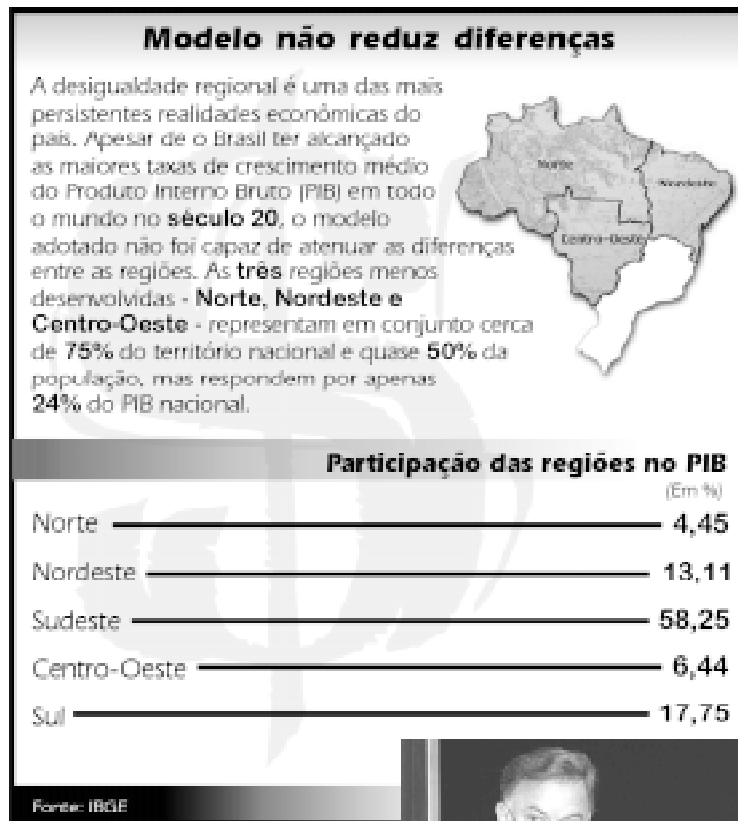 Modelo não reduz diferenças
A desigualdade regional é uma das mais
persistentes realidades econômicas do
país. Apesar de o Brasil ter alcançado
as maiores taxas de crescimento médio
do Produto Interno Bruto (PIB) em todo
o mundo no século 20, o modelo
adotado não foi capaz de atenuar as diferenças
entre as regiões. As três regiões menos
desenvolvidas - Norte, Nordeste e
Centro-Oeste - representam em conjunto cerca
de 75% do território nacional e quase 50% da
população, mas respondem por apenas
24% do PIB nacional.
Norte
Nordeste
Centro-Oeste
Participação das regiões no PIB
(Em %)
Norte 4,45
Nordeste 13,11
Sudeste 58,25
Centro-Oeste 6,44
Sul 17,75
Fonte: IBGE